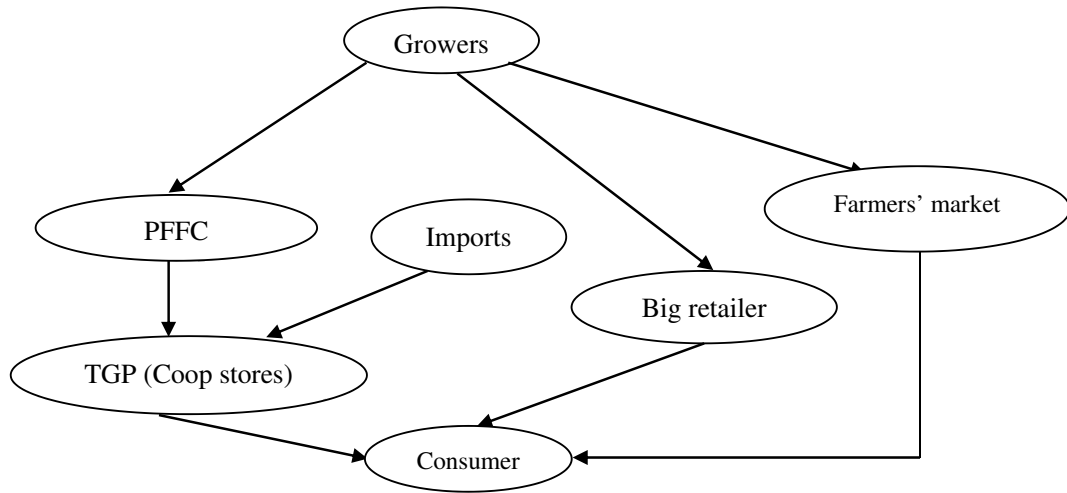 Growers
Farmers’ market
PFFC
Imports
Big retailer
TGP (Coop stores)
Consumer